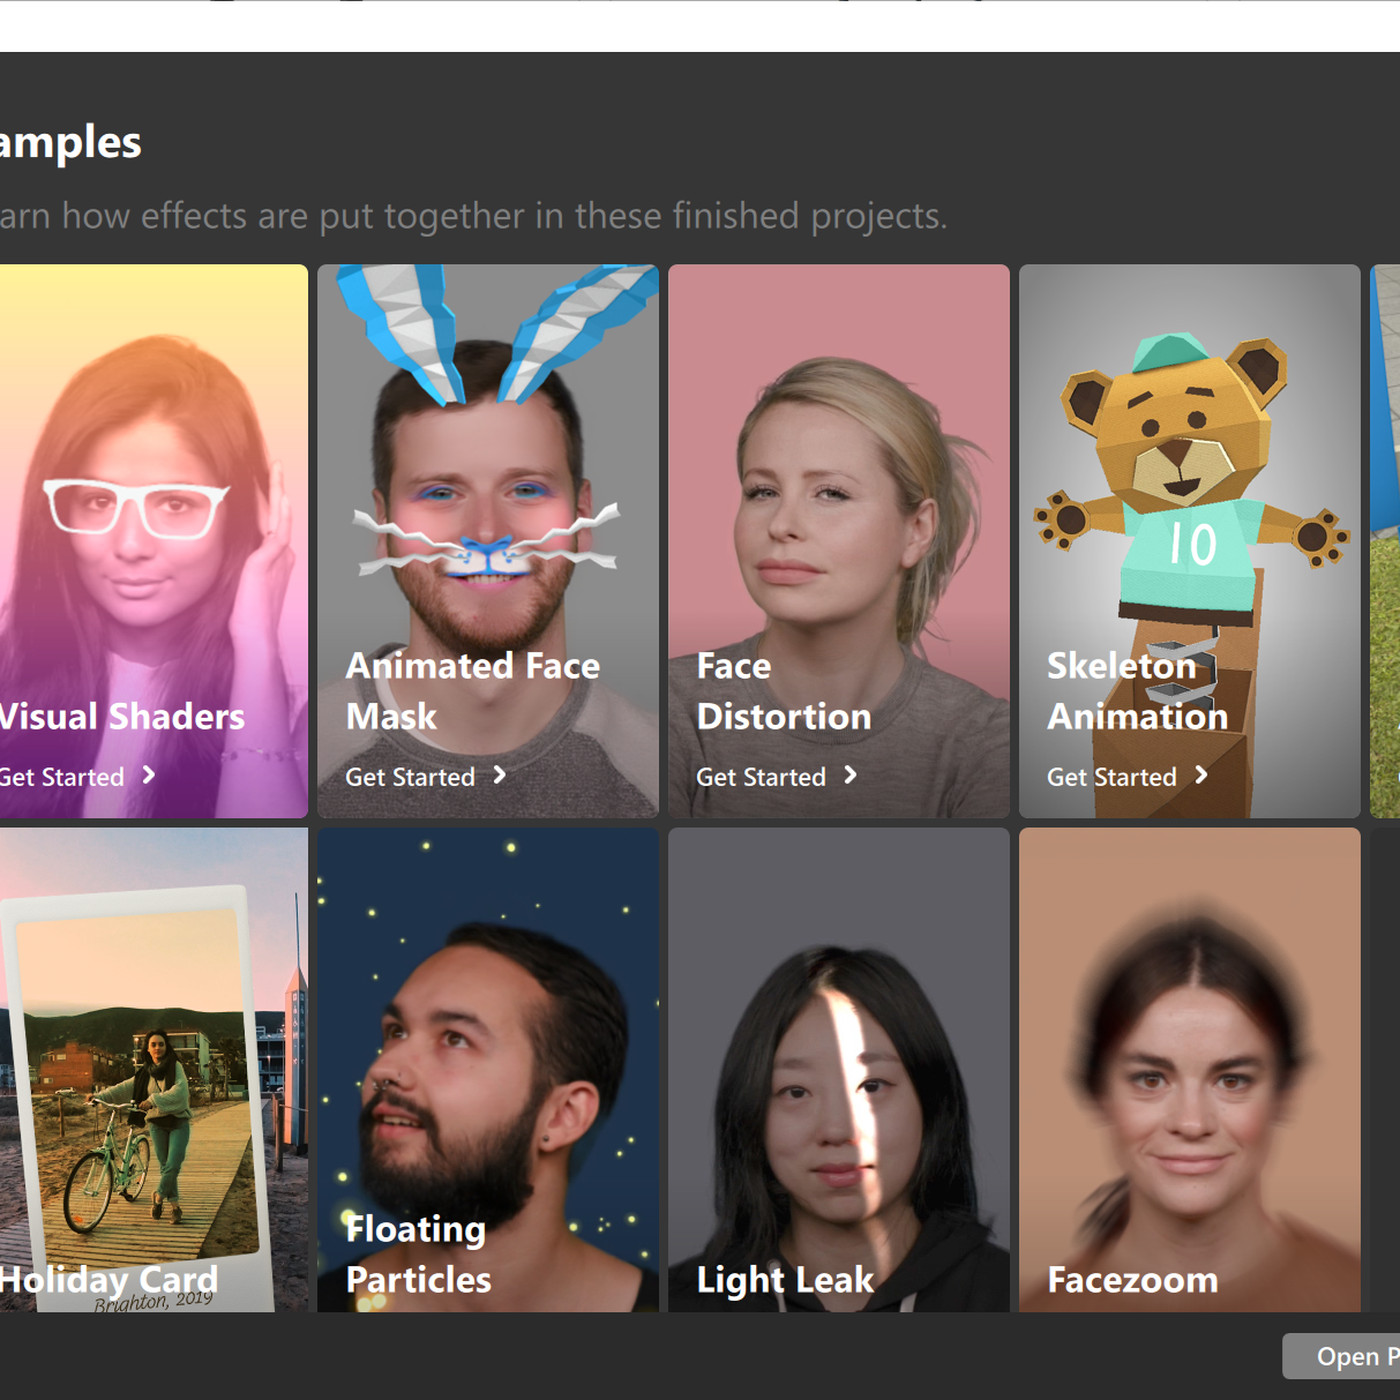 amples
arn how effects are put together in these finished projects.
Visual Shaders
Get Started
Animated Face
Mask
Get Started
Face
Distortion
Get Started
10
Skeleton
Animation
Get Started
Holiday Card
Brighton, 2019
Floating
Particles
Light Leak
Facezoom
Open P